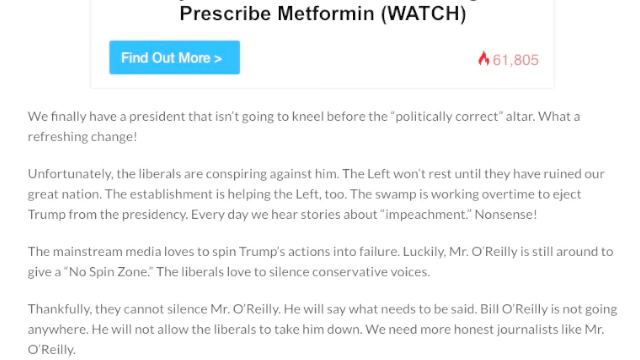 Prescribe Metformin (WATCH)
Find Out More >
61,805
We finally have a president that isn't going to kneel before the "politically correct" altar. What a
refreshing change!
Unfortunately, the liberals are conspiring against him. The Left won't rest until they have ruined our
great nation. The establishment is helping the Left, too. The swamp is working overtime to eject
Trump from the presidency. Every day we hear stories about "impeachment." Nonsense!
The mainstream media loves to spin Trump's actions into failure. Luckily, Mr. O'Reilly is still around to
give a "No Spin Zone." The liberals love to silence conservative voices.
Thankfully, they cannot silence Mr. O'Reilly. He will say what needs to be said. Bill O'Reilly is not going
anywhere. He will not allow the liberals to take him down. We need more honest journalists like Mr.
O'Reilly.